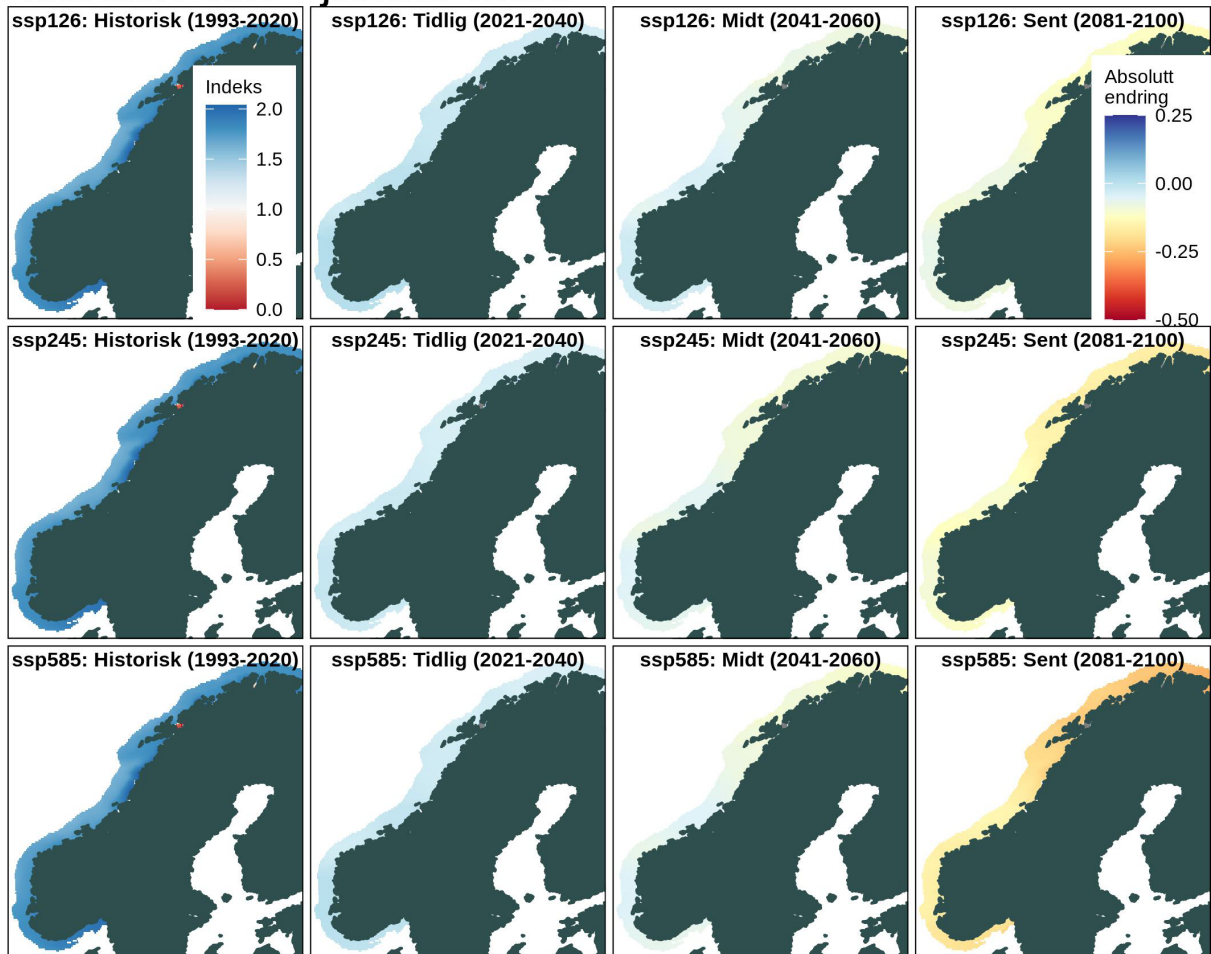 ssp126: Historisk (1993-2020)
ssp126: Tidlig (2021-2040)
ssp126: Midt (2041-2060)
ssp126: Sent (2081-2100)
Indeks
2.0
1.5
1.0
0.5
0.0
Absolutt
endring
0.25
0.00
-0.25
-0.50
ssp245: Historisk (1993-2020)
ssp245: Tidlig (2021-2040)
ssp245: Midt (2041-2060)
ssp245: Sent (2081-2100)
ssp585: Historisk (1993-2020)
ssp585: Tidlig (2021-2040)
ssp585: Midt (2041-2060)
ssp585: Sent (2081-2100)